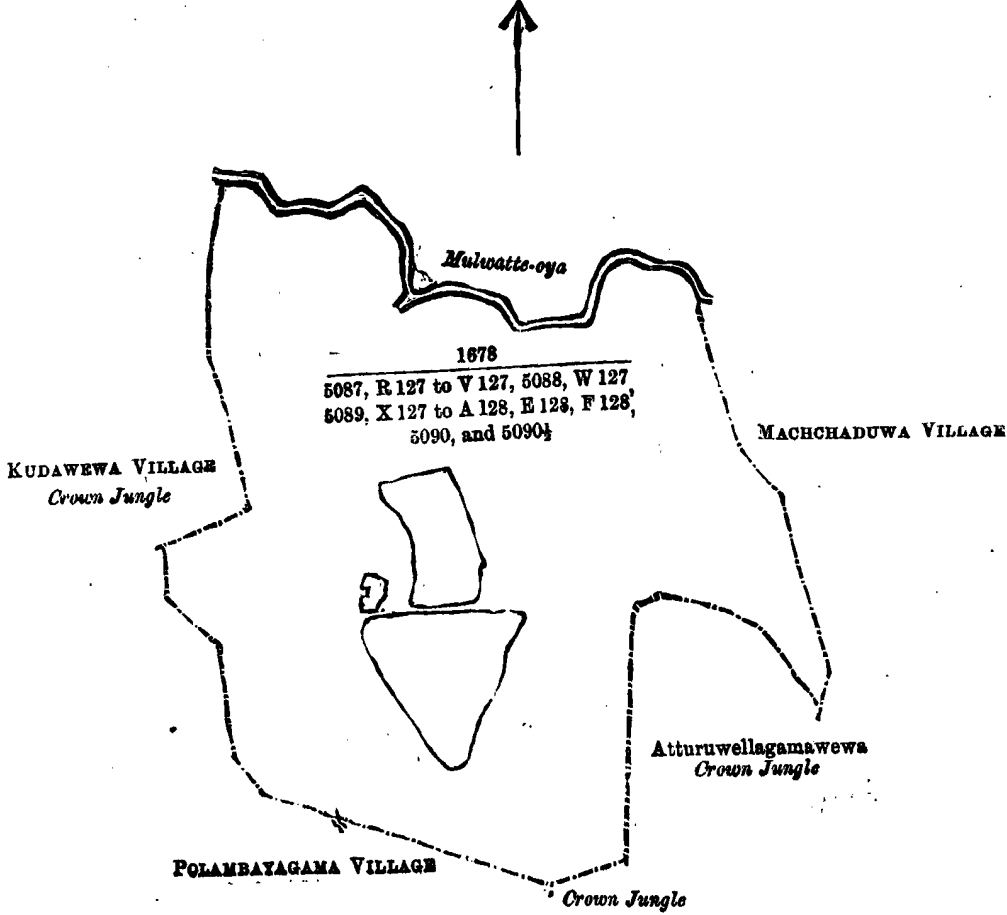 Mulwatte-oya
1678
5087, R 127 to V 127, 5088, W 127,
5089, X 127 to A 128, E 128, F 128,
5090, and 5090½
MACHCHADUWA VILLAGE
KUDAWEWA VILLAGE
Crown Jungle
Atturuwellagamawewa
Crown Jungle
POLAMBAYAGAMA VILLAGE
Crown Jungle